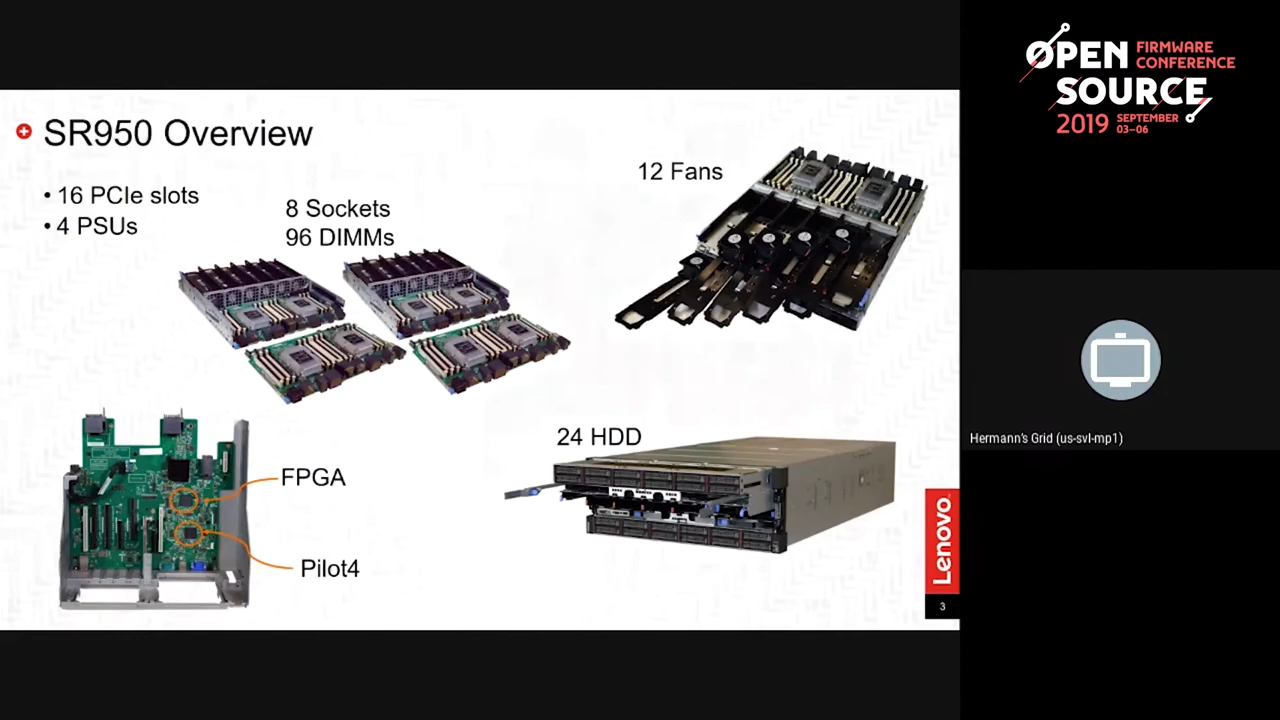 SR950 Overview
• 16 PCIe slots
• 4 PSUs
8 Sockets
96 DIMMs
12 Fans
FPGA
Pilot4
24 HDD
Lenovo
3
OPEN SOURCE
FIRMWARE
CONFERENCE
2019
SEPTEMBER
03–06
Hermann's Grid (us-svl-mp1)